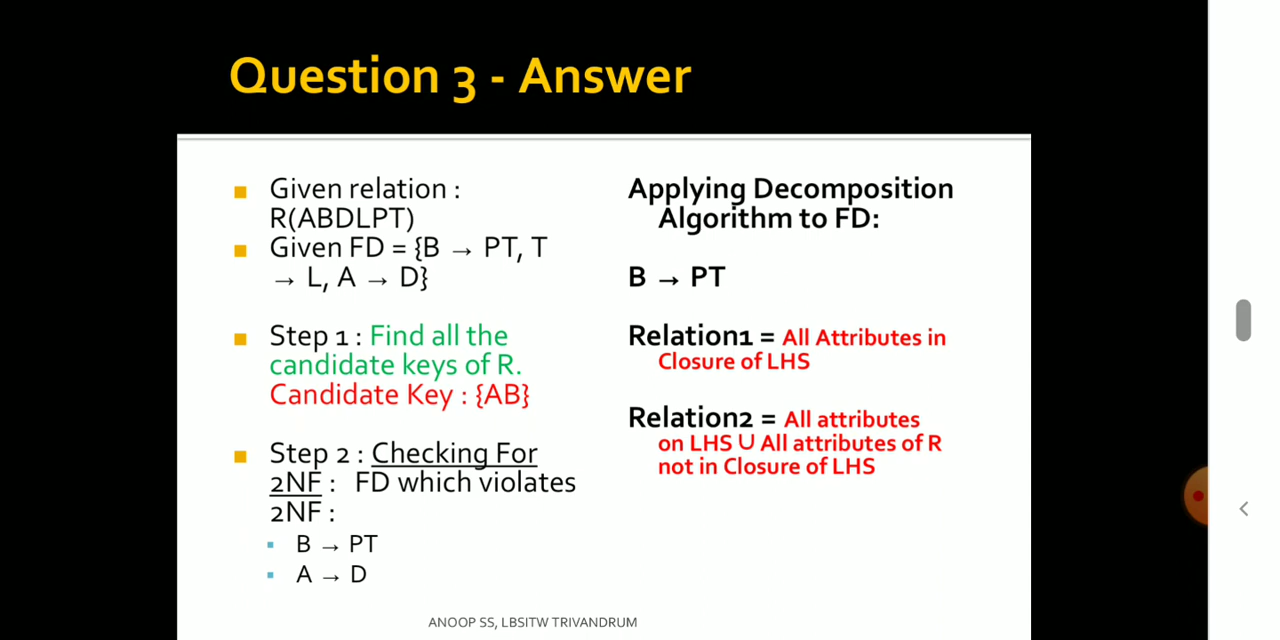 Question 3 - Answer
Given relation :
R(ABDLPT)
Given FD = {B → PT, T
→ L, A → D}
Step 1 : Find all the
candidate keys of R.
Candidate Key : {AB}
Step 2 : Checking For
2NF : FD which violates
2NF :
B → PT
A → D
Applying Decomposition
Algorithm to FD:
B → PT
Relation1 = All Attributes in
Closure of LHS
Relation2 = All attributes
on LHS ∪ All attributes of R
not in Closure of LHS
ANOOP SS, LBSITW TRIVANDRUM